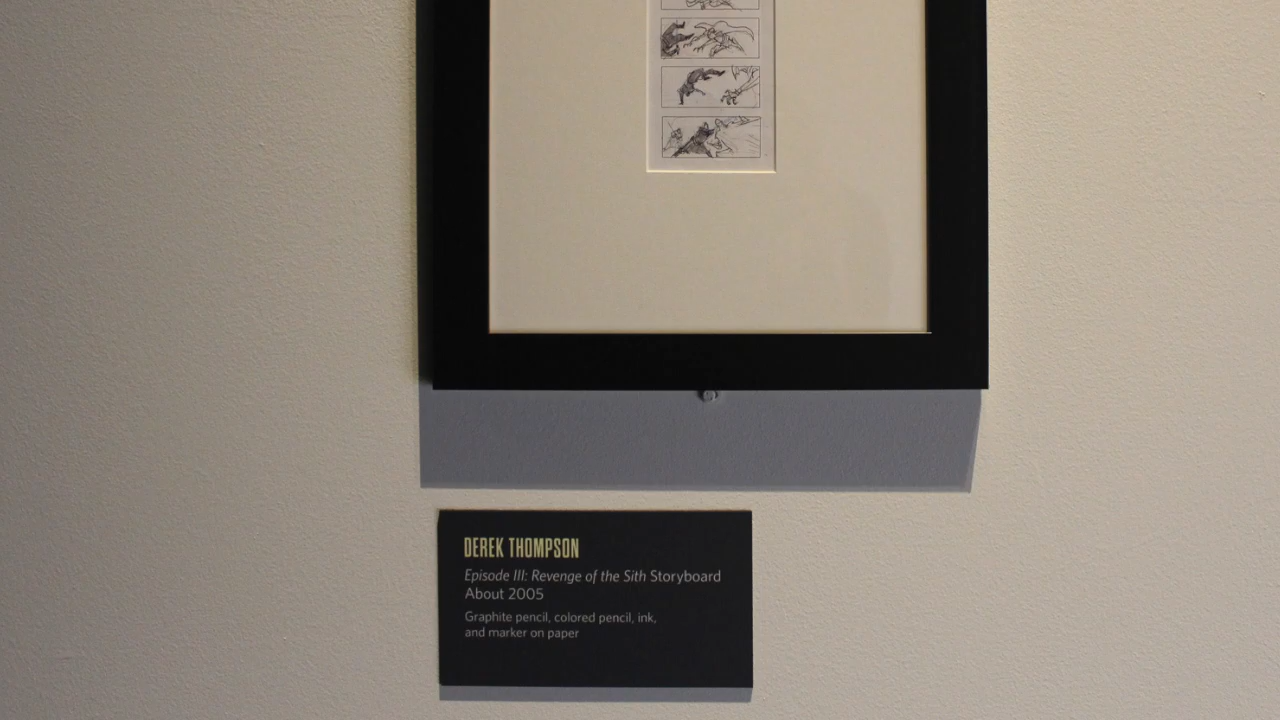 DEREK THOMPSON
Episode III: Revenge of the Sith Storyboard
About 2005
Graphite pencil, colored pencil, ink,
and marker on paper